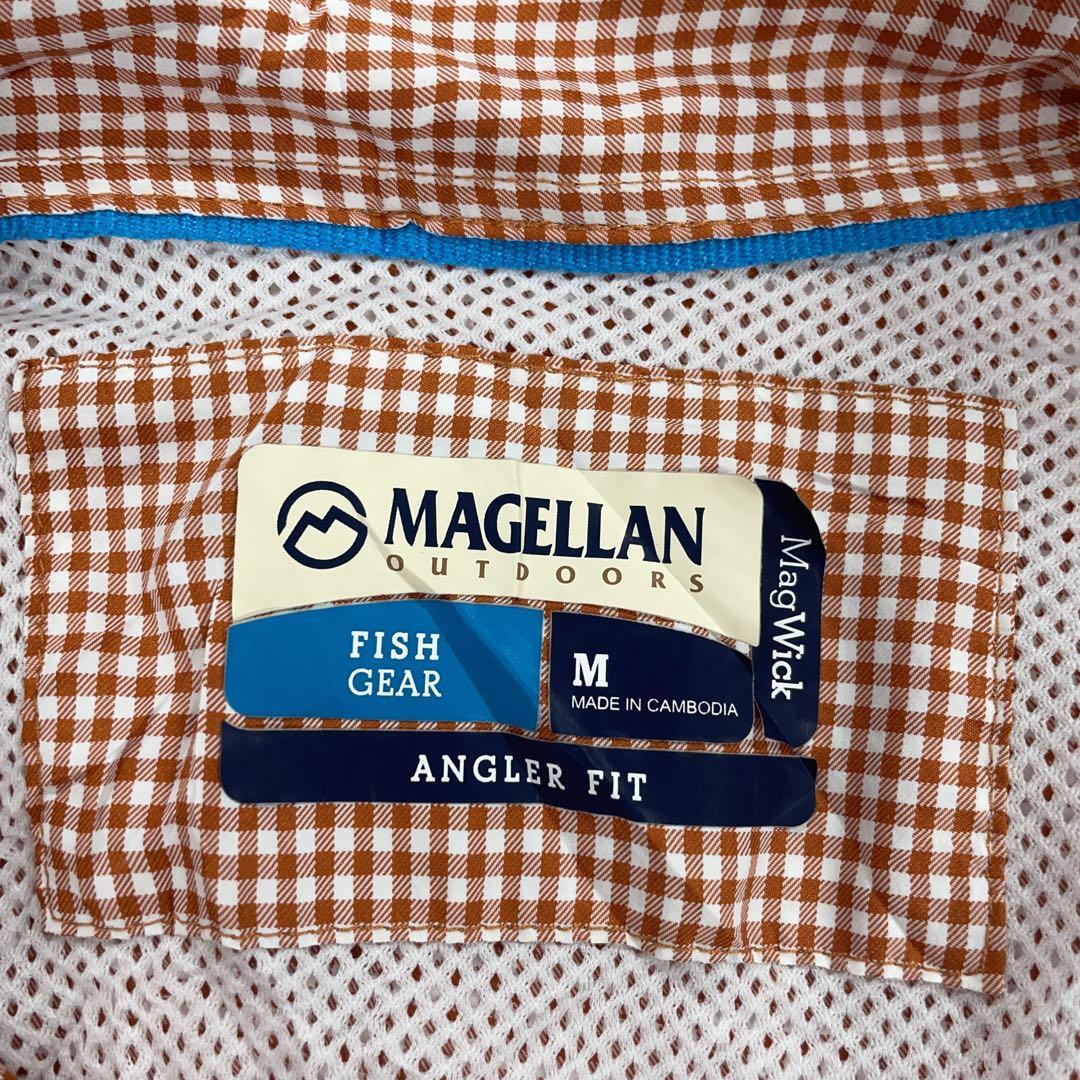 MAGELLAN
OUTDOORS
MagWick
FISH
GEAR
M
MADE IN CAMBODIA
ANGLER FIT